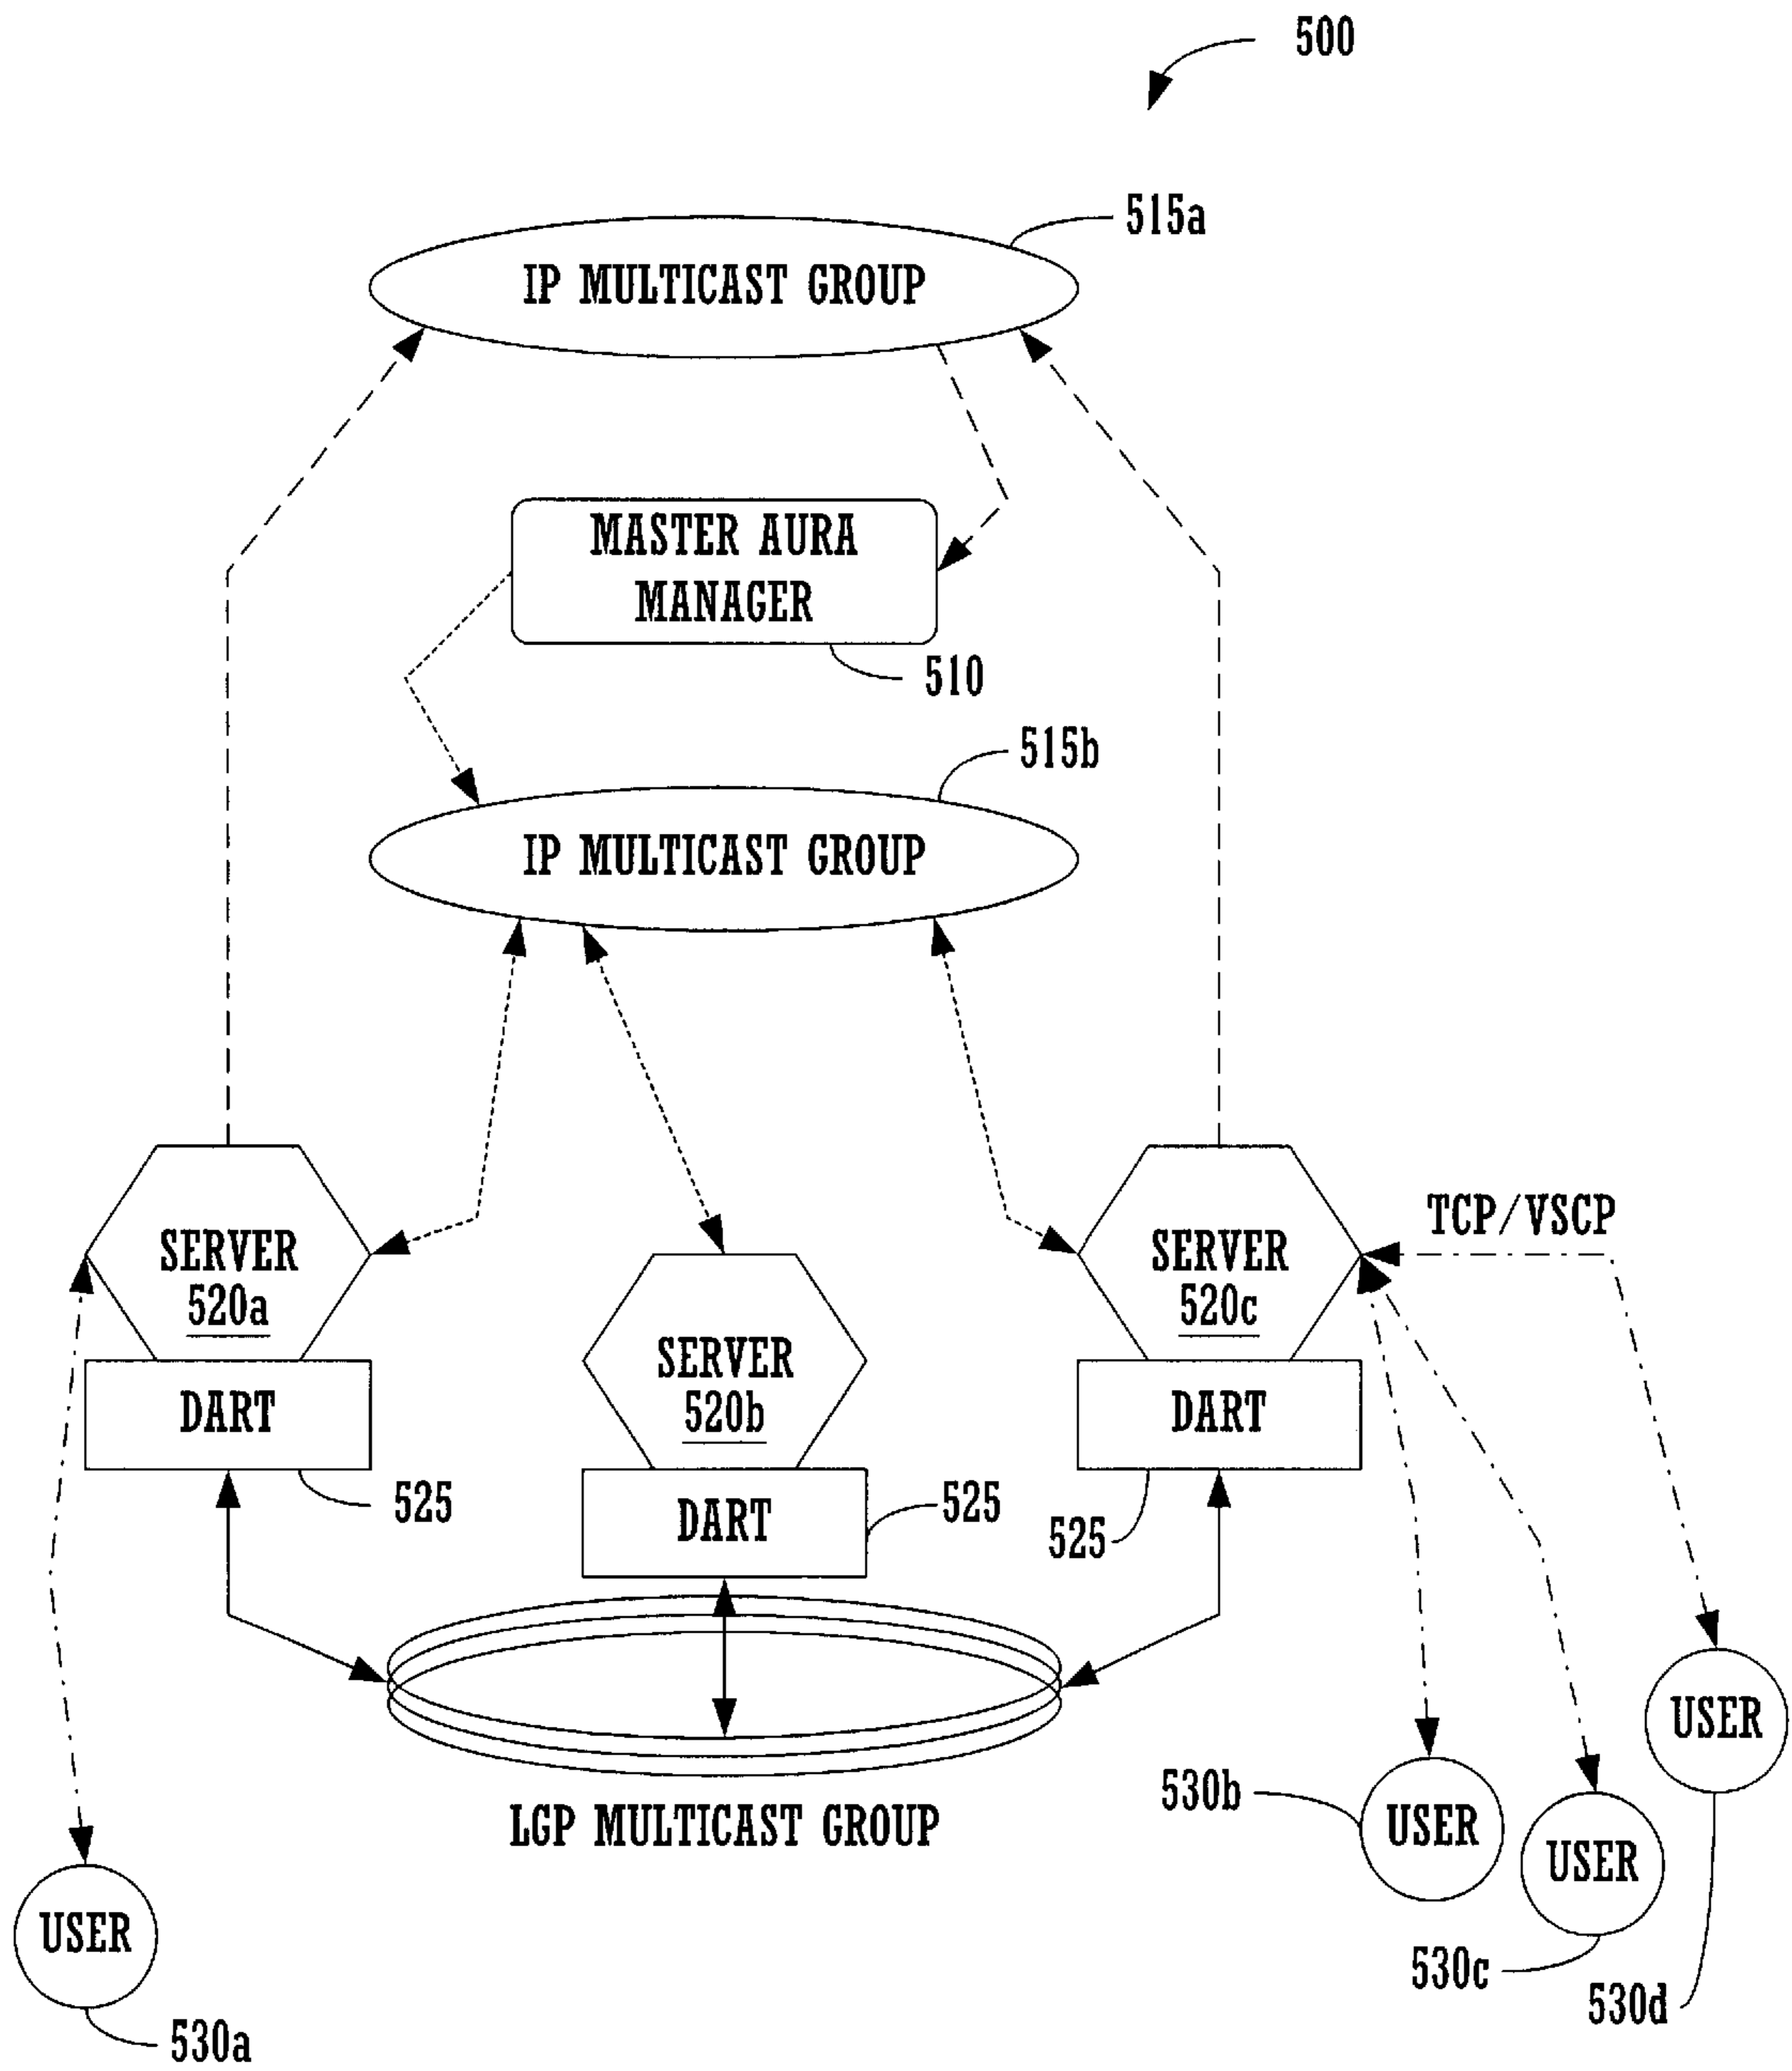 500
515a
IP MULTICAST GROUP
MASTER AURA
MANAGER
510
515b
IP MULTICAST GROUP
TCP/VSCP
SERVER
520a
SERVER
520c
SERVER
520b
DART
DART
525
DART
525
525
USER
530b
USER
LGP MULTICAST GROUP
USER
USER
530c
530d
530a